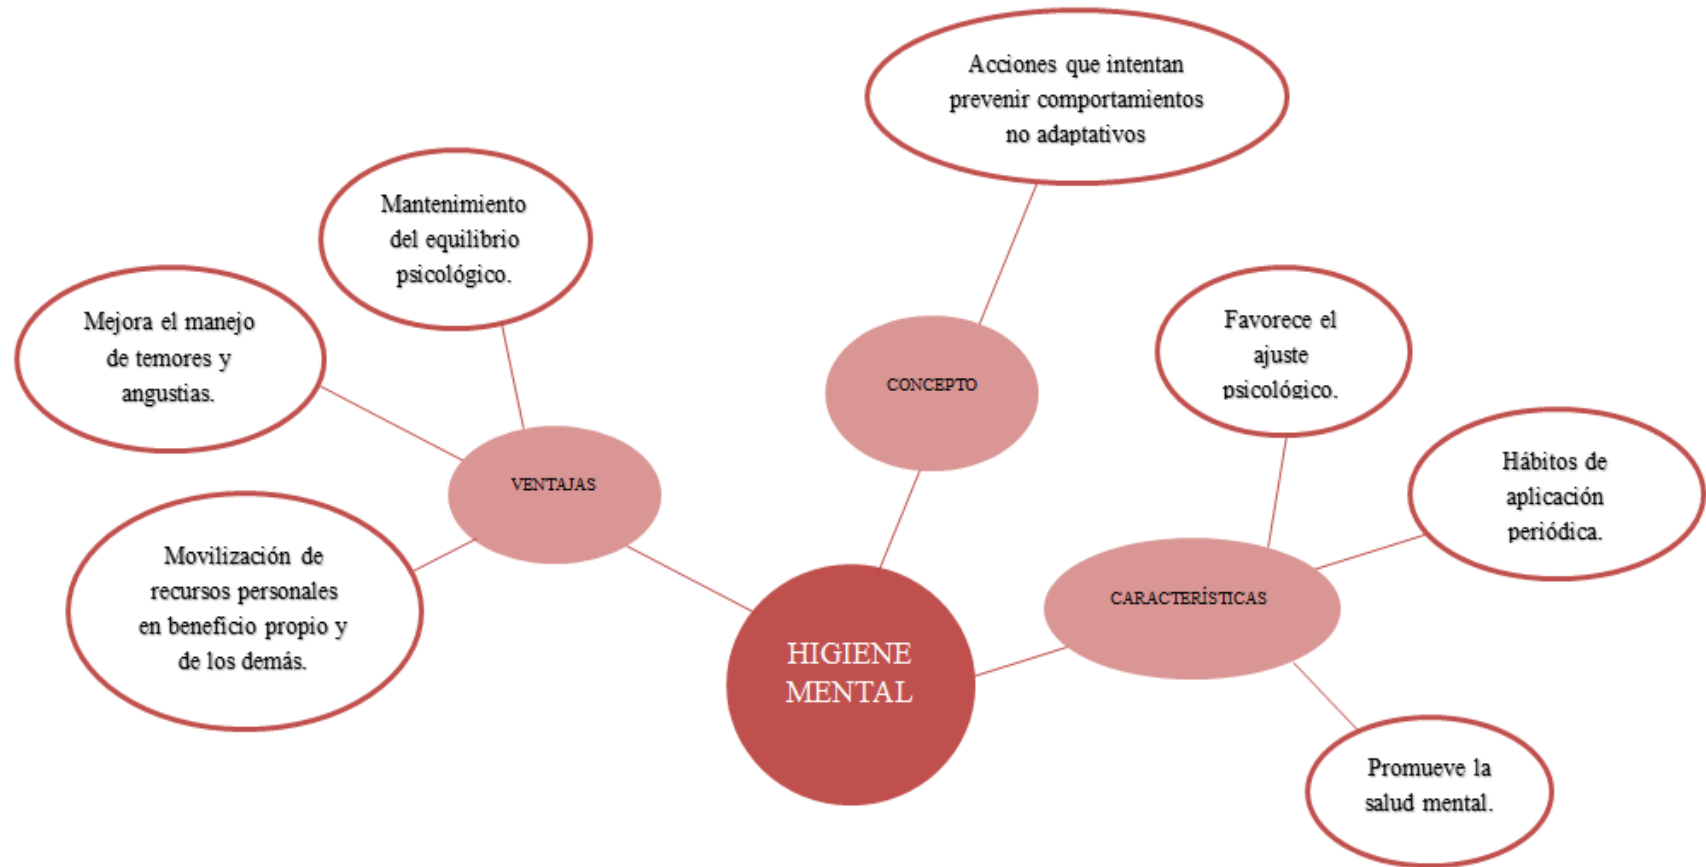 Acciones que intentan
prevenir comportamientos
no adaptativos
Mantenimiento
del equilibrio
psicológico.
Mejora el manejo
de temores y
angustias.
Favorece el
ajuste
psicológico.
CONCEPTO
VENTAJAS
Hábitos de
aplicación
periódica.
Movilización de
recursos personales
en beneficio propio y
de los demás.
CARACTERÍSTICAS
HIGIENE
MENTAL
Promueve la
salud mental.